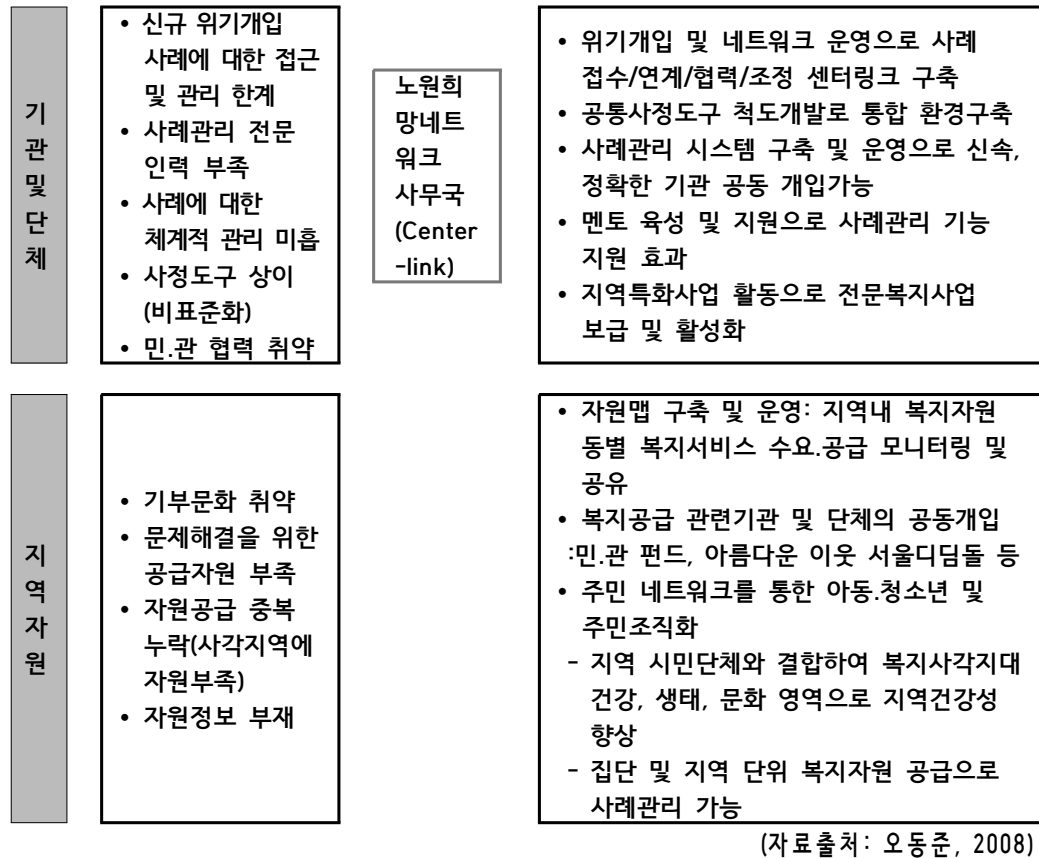 기
관
및
단
체
• 신규 위기개입
사례에 대한 접근
및 관리 한계
• 사례관리 전문
인력 부족
• 사례에 대한
체계적 관리 미흡
• 사정도구 상이
(비표준화)
• 민.관 협력 취약
노원희
망네트
워크
사무국
(Center
-link)
• 위기개입 및 네트워크 운영으로 사례
접수/연계/협력/조정 센터링크 구축
• 공통사정도구 척도개발로 통합 환경구축
• 사례관리 시스템 구축 및 운영으로 신속,
정확한 기관 공동 개입가능
• 멘토 육성 및 지원으로 사례관리 기능
지원 효과
• 지역특화사업 활동으로 전문복지사업
보급 및 활성화
지
역
자
원
• 기부문화 취약
• 문제해결을 위한
공급자원 부족
• 자원공급 중복
누락(사각지역에
자원부족)
• 자원정보 부재
• 자원맵 구축 및 운영: 지역내 복지자원
동별 복지서비스 수요.공급 모니터링 및
공유
• 복지공급 관련기관 및 단체의 공동개입
:민.관 펀드, 아름다운 이웃 서울디딤돌 등
• 주민 네트워크를 통한 아동.청소년 및
주민조직화
- 지역 시민단체와 결합하여 복지사각지대
건강, 생태, 문화 영역으로 지역건강성
향상
- 집단 및 지역 단위 복지자원 공급으로
사례관리 가능
(자료출처: 오동준, 2008)